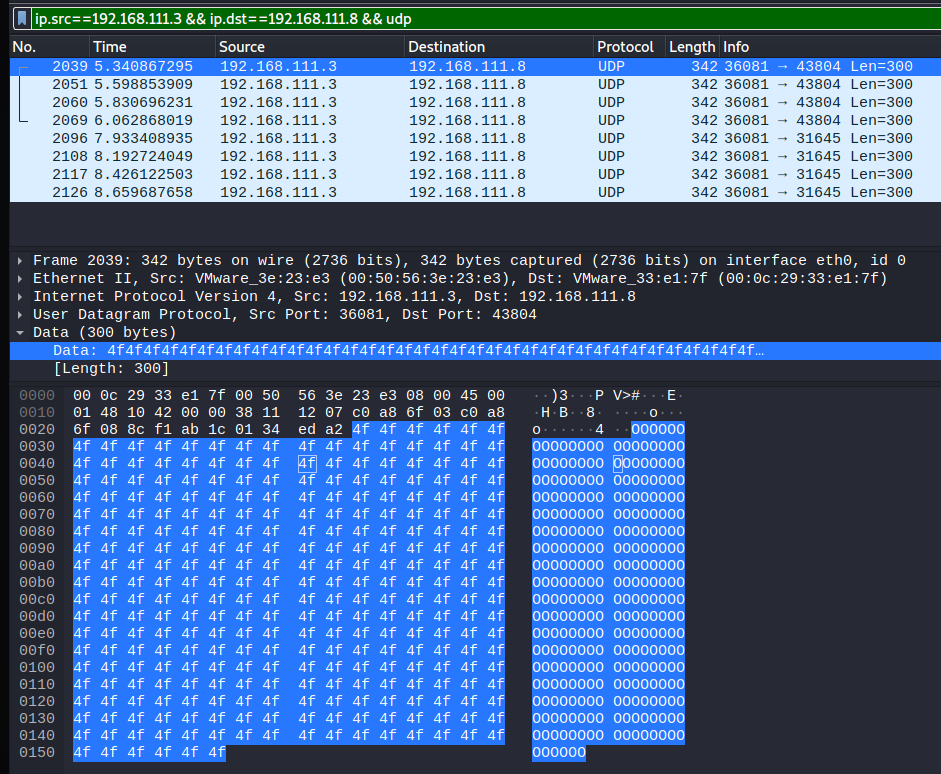 ip.src==192.168.111.3 && ip.dst==192.168.111.8 && udp
No. Time Source Destination Protocol Length Info
2039 5.340867295 192.168.111.3 192.168.111.8 UDP 342 36081 → 43804 Len=300
2051 5.598853909 192.168.111.3 192.168.111.8 UDP 342 36081 → 43804 Len=300
2060 5.830696231 192.168.111.3 192.168.111.8 UDP 342 36081 → 43804 Len=300
2069 6.062868019 192.168.111.3 192.168.111.8 UDP 342 36081 → 43804 Len=300
2096 7.933408935 192.168.111.3 192.168.111.8 UDP 342 36081 → 31645 Len=300
2108 8.192724049 192.168.111.3 192.168.111.8 UDP 342 36081 → 31645 Len=300
2117 8.426122503 192.168.111.3 192.168.111.8 UDP 342 36081 → 31645 Len=300
2126 8.659687658 192.168.111.3 192.168.111.8 UDP 342 36081 → 31645 Len=300
Frame 2039: 342 bytes on wire (2736 bits), 342 bytes captured (2736 bits) on interface eth0, id 0
Ethernet II, Src: VMware_3e:23:e3 (00:50:56:3e:23:e3), Dst: VMware_33:e1:7f (00:0c:29:33:e1:7f)
Internet Protocol Version 4, Src: 192.168.111.3, Dst: 192.168.111.8
User Datagram Protocol, Src Port: 36081, Dst Port: 43804
Data (300 bytes)
Data: 4f4f4f4f4f4f4f4f4f4f4f4f4f4f4f4f4f4f4f4f4f4f4f4f4f4f4f4f4f4f4f4f4f4f4f4f…
[Length: 300]
0000 00 0c 29 33 e1 7f 00 50 56 3e 23 e3 08 00 45 00 ··)3···P V>#···E·
0010 01 48 10 42 00 00 38 11 12 07 c0 a8 6f 03 c0 a8 ·H·B··8· ····o···
0020 6f 08 8c f1 ab 1c 01 34 ed a2 4f 4f 4f 4f 4f 4f o······4 ··OOOOOO
0030 4f 4f 4f 4f 4f 4f 4f 4f 4f 4f 4f 4f 4f 4f 4f 4f OOOOOOOO OOOOOOOO
0040 4f 4f 4f 4f 4f 4f 4f 4f 4f 4f 4f 4f 4f 4f 4f 4f OOOOOOOO OOOOOOOO
0050 4f 4f 4f 4f 4f 4f 4f 4f 4f 4f 4f 4f 4f 4f 4f 4f OOOOOOOO OOOOOOOO
0060 4f 4f 4f 4f 4f 4f 4f 4f 4f 4f 4f 4f 4f 4f 4f 4f OOOOOOOO OOOOOOOO
0070 4f 4f 4f 4f 4f 4f 4f 4f 4f 4f 4f 4f 4f 4f 4f 4f OOOOOOOO OOOOOOOO
0080 4f 4f 4f 4f 4f 4f 4f 4f 4f 4f 4f 4f 4f 4f 4f 4f OOOOOOOO OOOOOOOO
0090 4f 4f 4f 4f 4f 4f 4f 4f 4f 4f 4f 4f 4f 4f 4f 4f OOOOOOOO OOOOOOOO
00a0 4f 4f 4f 4f 4f 4f 4f 4f 4f 4f 4f 4f 4f 4f 4f 4f OOOOOOOO OOOOOOOO
00b0 4f 4f 4f 4f 4f 4f 4f 4f 4f 4f 4f 4f 4f 4f 4f 4f OOOOOOOO OOOOOOOO
00c0 4f 4f 4f 4f 4f 4f 4f 4f 4f 4f 4f 4f 4f 4f 4f 4f OOOOOOOO OOOOOOOO
00d0 4f 4f 4f 4f 4f 4f 4f 4f 4f 4f 4f 4f 4f 4f 4f 4f OOOOOOOO OOOOOOOO
00e0 4f 4f 4f 4f 4f 4f 4f 4f 4f 4f 4f 4f 4f 4f 4f 4f OOOOOOOO OOOOOOOO
00f0 4f 4f 4f 4f 4f 4f 4f 4f 4f 4f 4f 4f 4f 4f 4f 4f OOOOOOOO OOOOOOOO
0100 4f 4f 4f 4f 4f 4f 4f 4f 4f 4f 4f 4f 4f 4f 4f 4f OOOOOOOO OOOOOOOO
0110 4f 4f 4f 4f 4f 4f 4f 4f 4f 4f 4f 4f 4f 4f 4f 4f OOOOOOOO OOOOOOOO
0120 4f 4f 4f 4f 4f 4f 4f 4f 4f 4f 4f 4f 4f 4f 4f 4f OOOOOOOO OOOOOOOO
0130 4f 4f 4f 4f 4f 4f 4f 4f 4f 4f 4f 4f 4f 4f 4f 4f OOOOOOOO OOOOOOOO
0140 4f 4f 4f 4f 4f 4f 4f 4f 4f 4f 4f 4f 4f 4f 4f 4f OOOOOOOO OOOOOOOO
0150 4f 4f 4f 4f 4f 4f OOOOOO